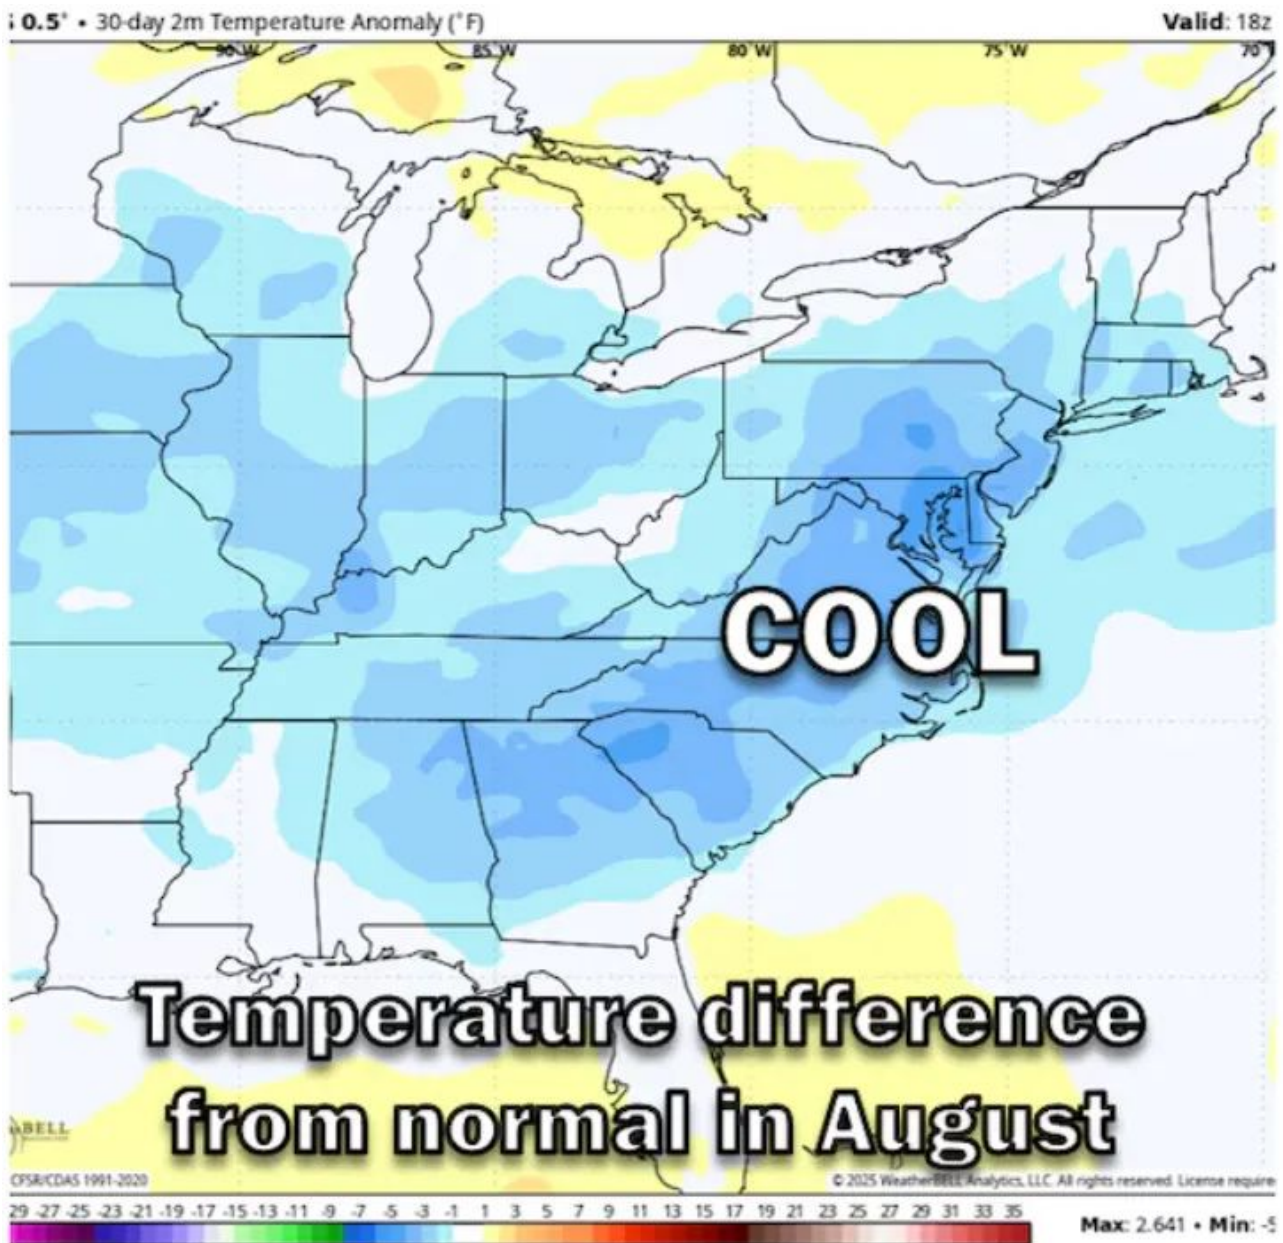 0.5° • 30-day 2m Temperature Anomaly (°F) Valid: 18z
90°W 85°W 80°W 75°W 70°
COOL
Temperature difference
from normal in August
BELL
CFSR/CDAS 1991-2020 © 2025 WeatherBELL Analytics, LLC. All rights reserved. License require
29 -27 -25 -23 -21 -19 -17 -15 -13 -11 -9 -7 -5 -3 -1 1 3 5 7 9 11 13 15 17 19 21 23 25 27 29 31 33 35
Max: 2.641 • Min: -5